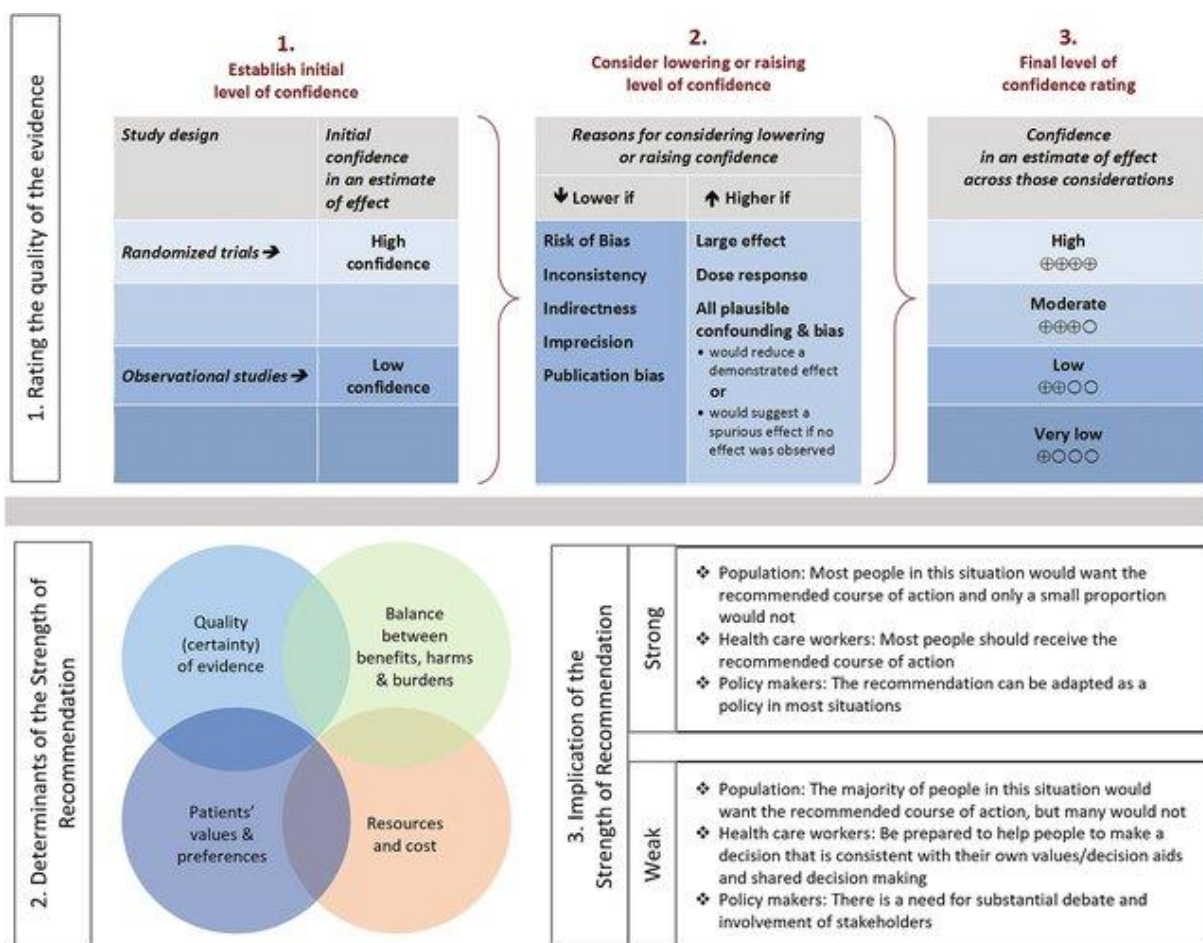 1. Rating the quality of the evidence
1.
Establish initial
level of confidence
Study design
Initial
confidence
in an estimate
of effect
Randomized trials ➔
High
confidence
Observational studies ➔
Low
confidence
2.
Consider lowering or raising
level of confidence
Reasons for considering lowering
or raising confidence
🡇 Lower if
🡅 Higher if
Risk of Bias
Inconsistency
Indirectness
Imprecision
Publication bias
Large effect
Dose response
All plausible
confounding & bias
• would reduce a
demonstrated effect
or
• would suggest a
spurious effect if no
effect was observed
3.
Final level of
confidence rating
Confidence
in an estimate of effect
across those considerations
High
⊕⊕⊕⊕
Moderate
⊕⊕⊕○
Low
⊕⊕○○
Very low
⊕○○○
2. Determinants of the Strength of
Recommendation
Quality
(certainty)
of evidence
Balance
between
benefits, harms
& burdens
Patients'
values &
preferences
Resources
and cost
3. Implication of the
Strength of Recommendation
Strong
❖ Population: Most people in this situation would want the
recommended course of action and only a small proportion
would not
❖ Health care workers: Most people should receive the
recommended course of action
❖ Policy makers: The recommendation can be adapted as a
policy in most situations
Weak
❖ Population: The majority of people in this situation would
want the recommended course of action, but many would not
❖ Health care workers: Be prepared to help people to make a
decision that is consistent with their own values/decision aids
and shared decision making
❖ Policy makers: There is a need for substantial debate and
involvement of stakeholders